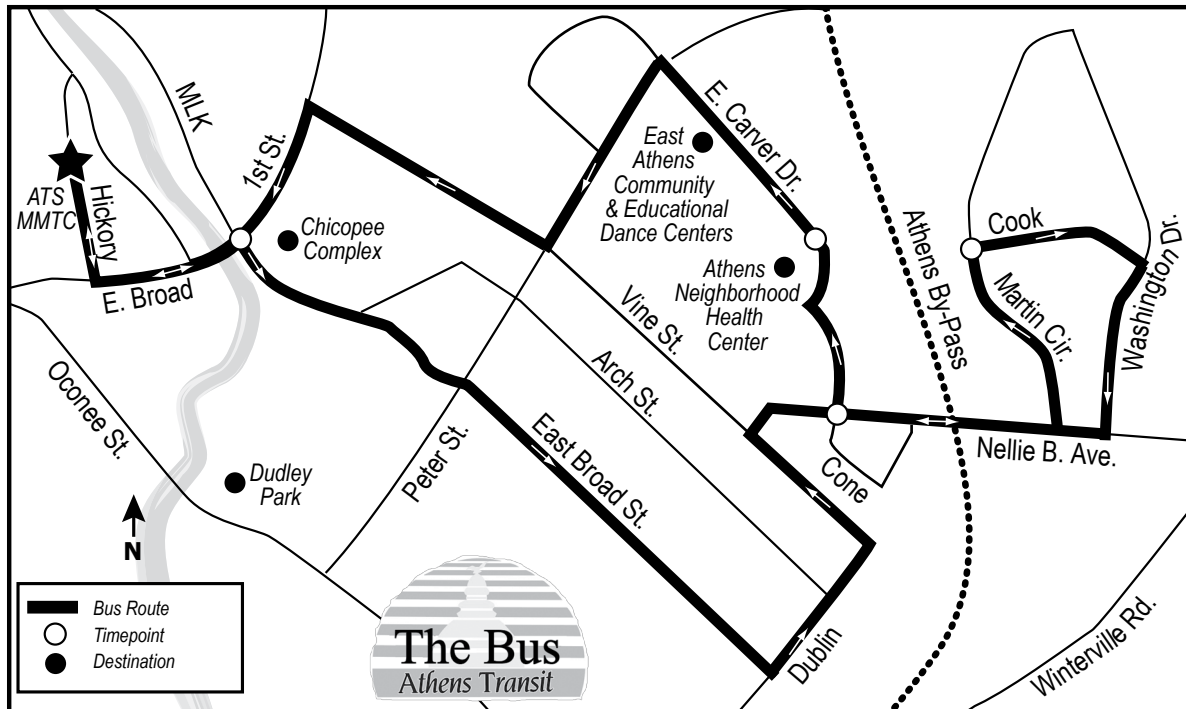 MLK
1st St.
E. Carver Dr.
East
Athens
Community
& Educational
Dance Centers
ATS
MMTC
Hickory
Chicopee
Complex
E. Broad
Athens
Neighborhood
Health
Center
Vine St.
Athens By-Pass
Cook
Martin Cir.
Washington Dr.
Oconee St.
Arch St.
Peter St.
East Broad St.
Nellie B. Ave.
Cone
Dudley
Park
N
Dublin
Winterville Rd.
Bus Route
Timepoint
Destination
The Bus
Athens Transit